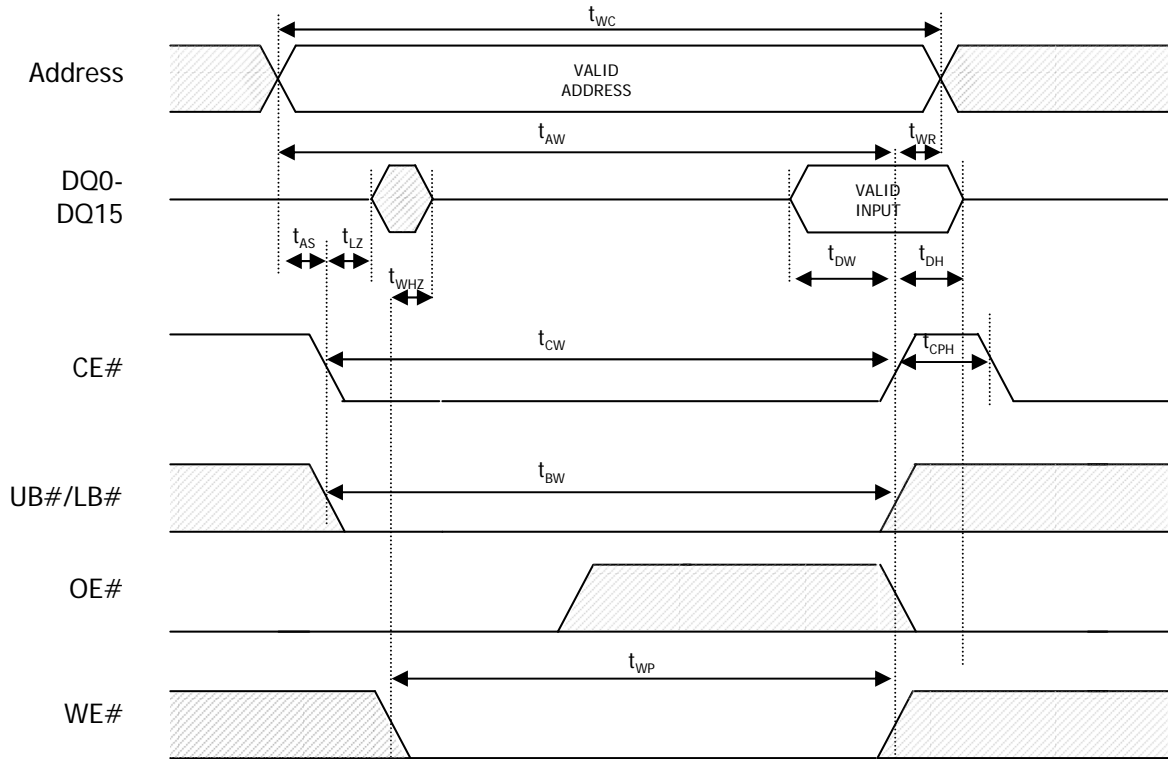 tWC
Address
VALID
ADDRESS
tAW
tWR
DQ0-
DQ15
VALID
INPUT
tAS
tLZ
tWHZ
tDW
tDH
CE#
tCW
tCPH
UB#/LB#
tBW
OE#
tWP
WE#